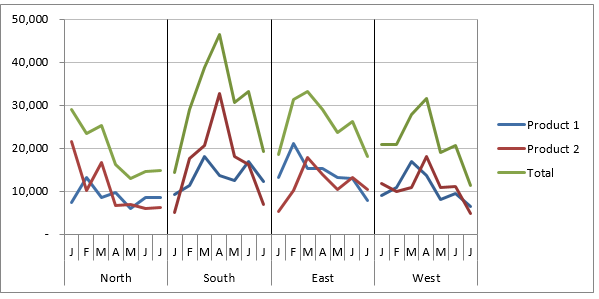 50,000
40,000
30,000
20,000
10,000
-
J F M A M J J J F M A M J J J F M A M J J J F M A M J J
North South East West
Product 1
Product 2
Total